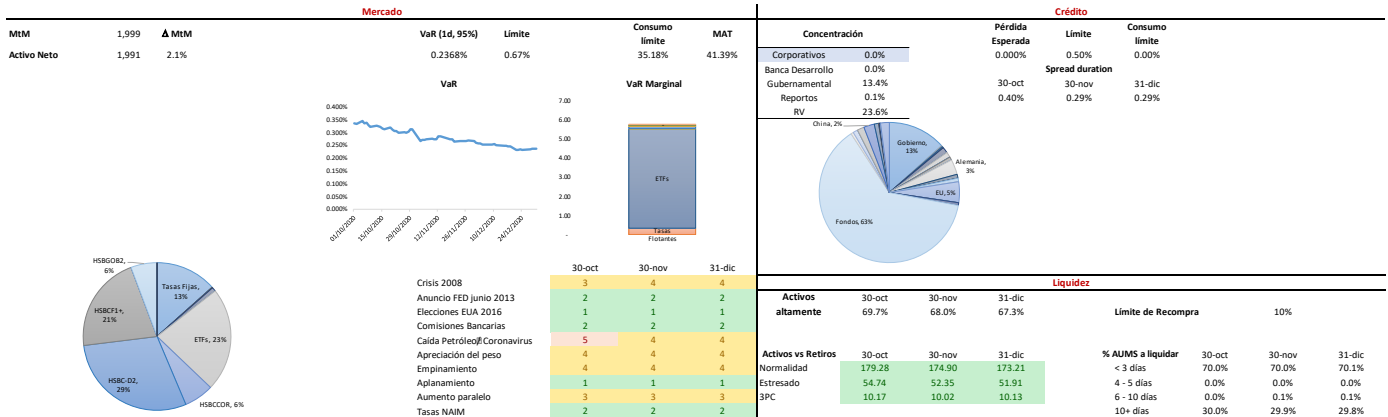 Mercado
MtM 1,999 Δ MtM
Activo Neto 1,991 2.1%
VaR (1d, 95%) Límite Consumo límite MAT
0.2368% 0.67% 35.18% 41.39%
VaR
0.400%
0.350%
0.300%
0.250%
0.200%
0.150%
0.100%
0.050%
0.000%
01/10/2020 15/10/2020 29/10/2020 12/11/2020 26/11/2020 10/12/2020 24/12/2020
VaR Marginal
7.00
6.00
5.00
4.00
3.00
2.00
1.00
-
ETFs
Tasas
Flotantes
HSBGOB2, 6%
Tasas Fijas, 13%
HSBCF1+, 21%
ETFs, 23%
HSBC-D2, 29%
HSBCCOR, 6%
30-oct 30-nov 31-dic
Crisis 2008 3 4 4
Anuncio FED junio 2013 2 2 2
Elecciones EUA 2016 1 1 1
Comisiones Bancarias 2 2 2
Caída Petróleo/Coronavirus 5 4 4
Apreciación del peso 4 4 4
Empinamiento 4 4 4
Aplanamiento 1 1 1
Aumento paralelo 3 3 3
Tasas NAIM 2 2 2
Crédito
Concentración
Corporativos 0.0%
Banca Desarrollo 0.0%
Gubernamental 13.4%
Reportos 0.1%
RV 23.6%
Pérdida Esperada Límite Consumo límite
0.000% 0.50% 0.00%
Spread duration
30-oct 30-nov 31-dic
0.40% 0.29% 0.29%
China, 2%
Gobierno, 13%
Alemania, 3%
EU, 5%
Fondos, 63%
Liquidez
Activos altamente 30-oct 30-nov 31-dic
69.7% 68.0% 67.3%
Límite de Recompra 10%
Activos vs Retiros 30-oct 30-nov 31-dic
Normalidad 179.28 174.90 173.21
Estresado 54.74 52.35 51.91
3PC 10.17 10.02 10.13
% AUMS a liquidar 30-oct 30-nov 31-dic
< 3 días 70.0% 70.0% 70.1%
4 - 5 días 0.0% 0.0% 0.0%
6 - 10 días 0.0% 0.1% 0.1%
10+ días 30.0% 29.9% 29.8%